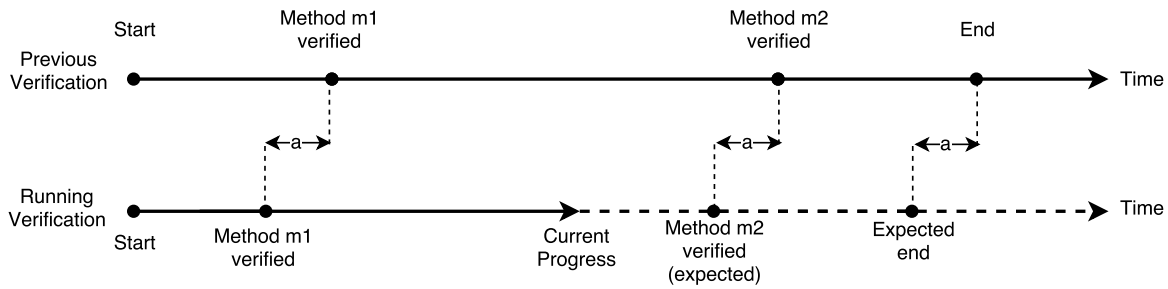 Start
Method m1
verified
Method m2
verified
End
Previous
Verification
Time
a
a
a
Running
Verification
Time
Start
Method m1
verified
Current
Progress
Method m2
verified
(expected)
Expected
end